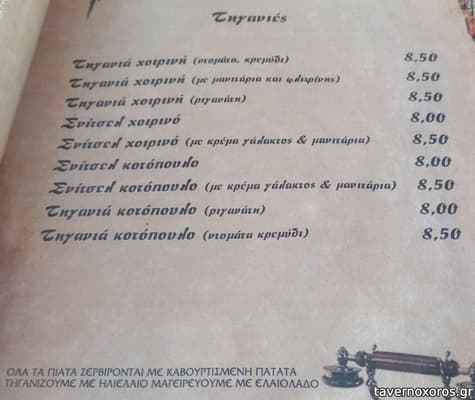 Τηγανιές
Τηγανιά χοιρινή (ντομάτα, κρεμύδι) 8,50
Τηγανιά χοιρινή (με μανιτάρια και φλωρίνης) 8,50
Τηγανιά χοιρινή (ριγανάτη) 8,50
Σνίτσελ χοιρινό 8,00
Σνίτσελ χοιρινό (με κρέμα γάλακτος & μανιτάρια) 8,50
Σνίτσελ κοτόπουλο 8,00
Σνίτσελ κοτόπουλο (με κρέμα γάλακτος & μανιτάρια) 8,50
Τηγανιά κοτόπουλο (ριγανάτη) 8,00
Τηγανιά κοτόπουλο (ντομάτα κρεμύδι) 8,50
ΟΛΑ ΤΑ ΠΙΑΤΑ ΣΕΡΒΙΡΟΝΤΑΙ ΜΕ ΚΑΒΟΥΡΤΙΣΜΕΝΗ ΠΑΤΑΤΑ
ΤΗΓΑΝΙΖΟΥΜΕ ΜΕ ΗΛΙΕΛΑΙΟ ΜΑΓΕΙΡΕΥΟΥΜΕ ΜΕ ΕΛΑΙΟΛΑΔΟ
tavernoxoros.gr